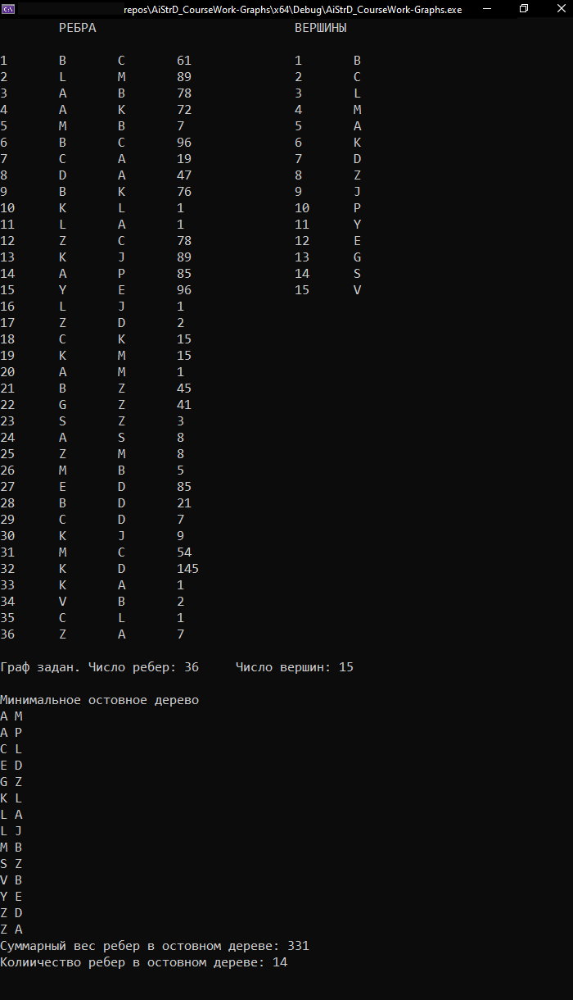 repos\AiStrD_CourseWork-Graphs\x64\Debug\AiStrD_CourseWork-Graphs.exe
РЕБРА ВЕРШИНЫ
1 B C 61 1 B
2 L M 89 2 C
3 A B 78 3 L
4 A K 72 4 M
5 M B 7 5 A
6 B C 96 6 K
7 C A 19 7 D
8 D A 47 8 Z
9 B K 76 9 J
10 K L 1 10 P
11 L A 1 11 Y
12 Z C 78 12 E
13 K J 89 13 G
14 A P 85 14 S
15 Y E 96 15 V
16 L J 1
17 Z D 2
18 C K 15
19 K M 15
20 A M 1
21 B Z 45
22 G Z 41
23 S Z 3
24 A S 8
25 Z M 8
26 M B 5
27 E D 85
28 B D 21
29 C D 7
30 K J 9
31 M C 54
32 K D 145
33 K A 1
34 V B 2
35 C L 1
36 Z A 7
Граф задан. Число ребер: 36 Число вершин: 15
Минимальное остовное дерево
A M
A P
C L
E D
G Z
K L
L A
L J
M B
S Z
V B
Y E
Z D
Z A
Суммарный вес ребер в остовном дереве: 331
Колиичество ребер в остовном дереве: 14